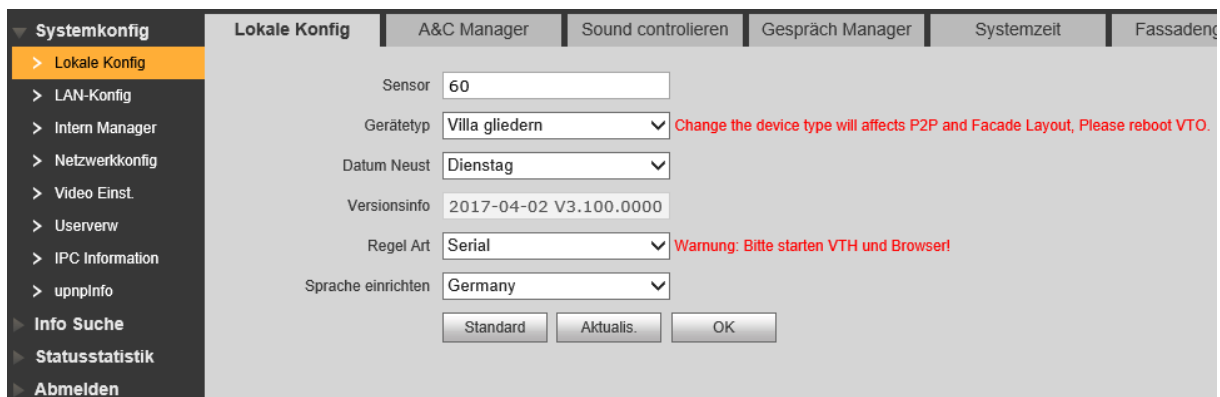 Systemkonfig
Lokale Konfig
LAN-Konfig
Intern Manager
Netzwerkkonfig
Video Einst.
Userverw
IPC Information
upnpInfo
Info Suche
Statusstatistik
Abmelden
Lokale Konfig A&C Manager Sound controlieren Gespräch Manager Systemzeit
Sensor 60
Gerätetyp Villa gliedern Change the device type will affects P2P and Facade Layout, Please reboot VTO.
Datum Neust Dienstag
Versionsinfo 2017-04-02 V3.100.0000
Regel Art Serial Warnung: Bitte starten VTH und Browser!
Sprache einrichten Germany
Standard Aktualis. OK